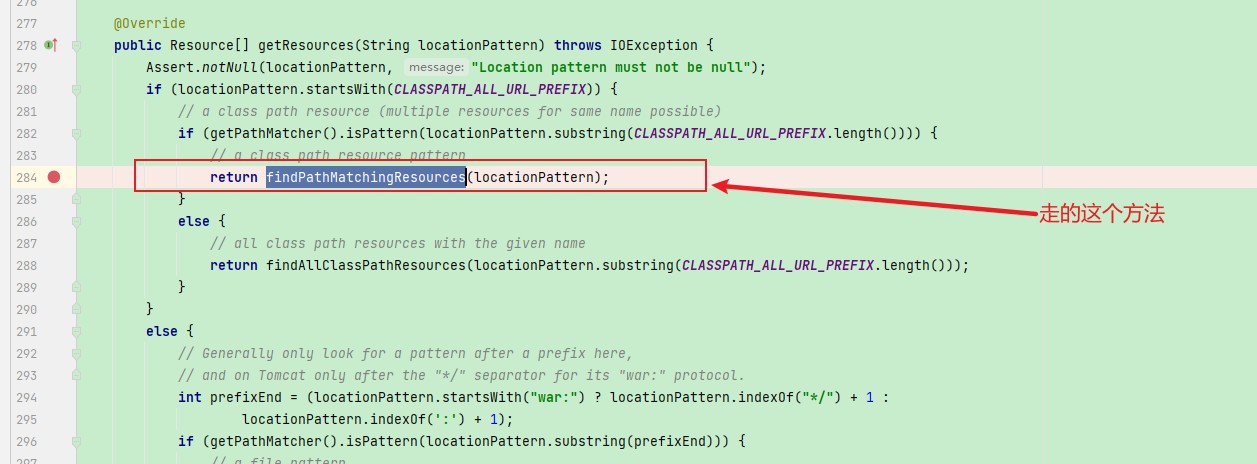 276
277 @Override
278 public Resource[] getResources(String locationPattern) throws IOException {
279 Assert.notNull(locationPattern, message: "Location pattern must not be null");
280 if (locationPattern.startsWith(CLASSPATH_ALL_URL_PREFIX)) {
281 // a class path resource (multiple resources for same name possible)
282 if (getPathMatcher().isPattern(locationPattern.substring(CLASSPATH_ALL_URL_PREFIX.length()))) {
283 // a class path resource pattern
284 return findPathMatchingResources(locationPattern);
285 }
走的这个方法
286 else {
287 // all class path resources with the given name
288 return findAllClassPathResources(locationPattern.substring(CLASSPATH_ALL_URL_PREFIX.length()));
289 }
290 }
291 else {
292 // Generally only look for a pattern after a prefix here,
293 // and on Tomcat only after the "*/" separator for its "war:" protocol.
294 int prefixEnd = (locationPattern.startsWith("war:") ? locationPattern.indexOf("*/") + 1 :
295 locationPattern.indexOf(':') + 1);
296 if (getPathMatcher().isPattern(locationPattern.substring(prefixEnd))) {
297 // a file pattern